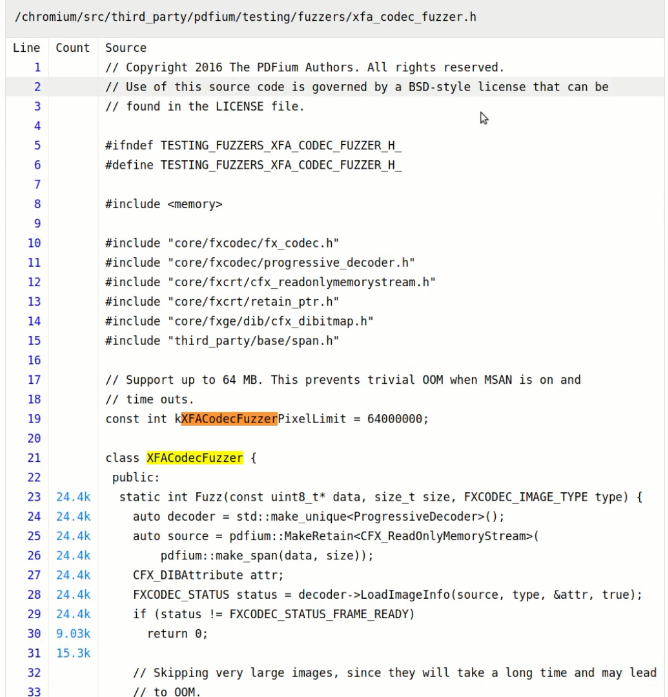 /chromium/src/third_party/pdfium/testing/fuzzers/xfa_codec_fuzzer.h
Line Count Source
1 // Copyright 2016 The PDFium Authors. All rights reserved.
2 // Use of this source code is governed by a BSD-style license that can be
3 // found in the LICENSE file.
4
5 #ifndef TESTING_FUZZERS_XFA_CODEC_FUZZER_H_
6 #define TESTING_FUZZERS_XFA_CODEC_FUZZER_H_
7
8 #include <memory>
9
10 #include "core/fxcodec/fx_codec.h"
11 #include "core/fxcodec/progressive_decoder.h"
12 #include "core/fxcrt/cfx_readonlymemorystream.h"
13 #include "core/fxcrt/retain_ptr.h"
14 #include "core/fxge/dib/cfx_dibitmap.h"
15 #include "third_party/base/span.h"
16
17 // Support up to 64 MB. This prevents trivial OOM when MSAN is on and
18 // time outs.
19 const int kXFACodecFuzzerPixelLimit = 64000000;
20
21 class XFACodecFuzzer {
22 public:
23 24.4k static int Fuzz(const uint8_t* data, size_t size, FXCODEC_IMAGE_TYPE type) {
24 24.4k auto decoder = std::make_unique<ProgressiveDecoder>();
25 24.4k auto source = pdfium::MakeRetain<CFX_ReadOnlyMemoryStream>(
26 24.4k pdfium::make_span(data, size));
27 24.4k CFX_DIBAttribute attr;
28 24.4k FXCODEC_STATUS status = decoder->LoadImageInfo(source, type, &attr, true);
29 24.4k if (status != FXCODEC_STATUS_FRAME_READY)
30 9.03k return 0;
31 15.3k
32 // Skipping very large images, since they will take a long time and may lead
33 // to OOM.